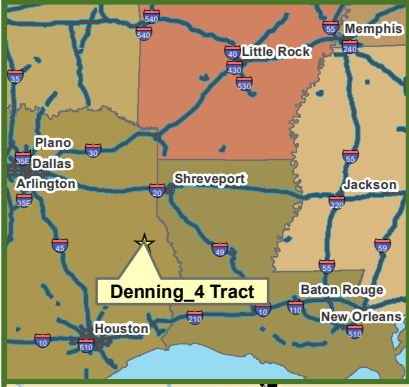 540
55
Memphis
540
40
Little Rock
240
430
35
530
Plano
30
35E
55
Dallas
Arlington
20
Shreveport
Jackson
35E
220
45
49
59
55
Denning_4 Tract
Baton Rouge
10
110
210
New Orleans
10
Houston
510
610